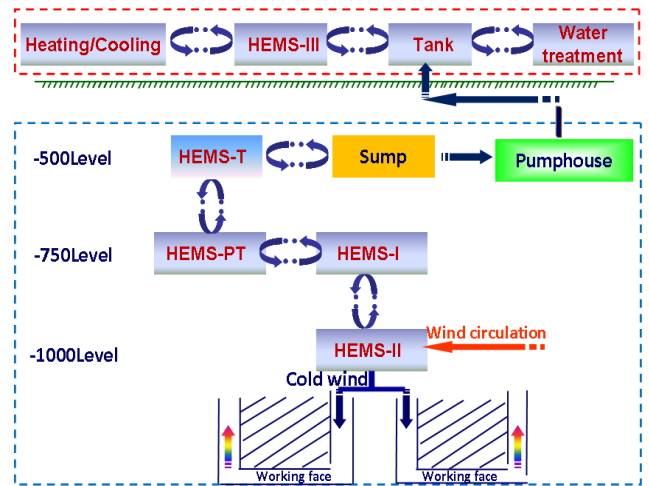 Heating/Cooling
HEMS-III
Tank
Water
treatment
-500Level
HEMS-T
Sump
Pumphouse
-750Level
HEMS-PT
HEMS-I
Wind circulation
-1000Level
HEMS-II
Cold wind
Working face
Working face